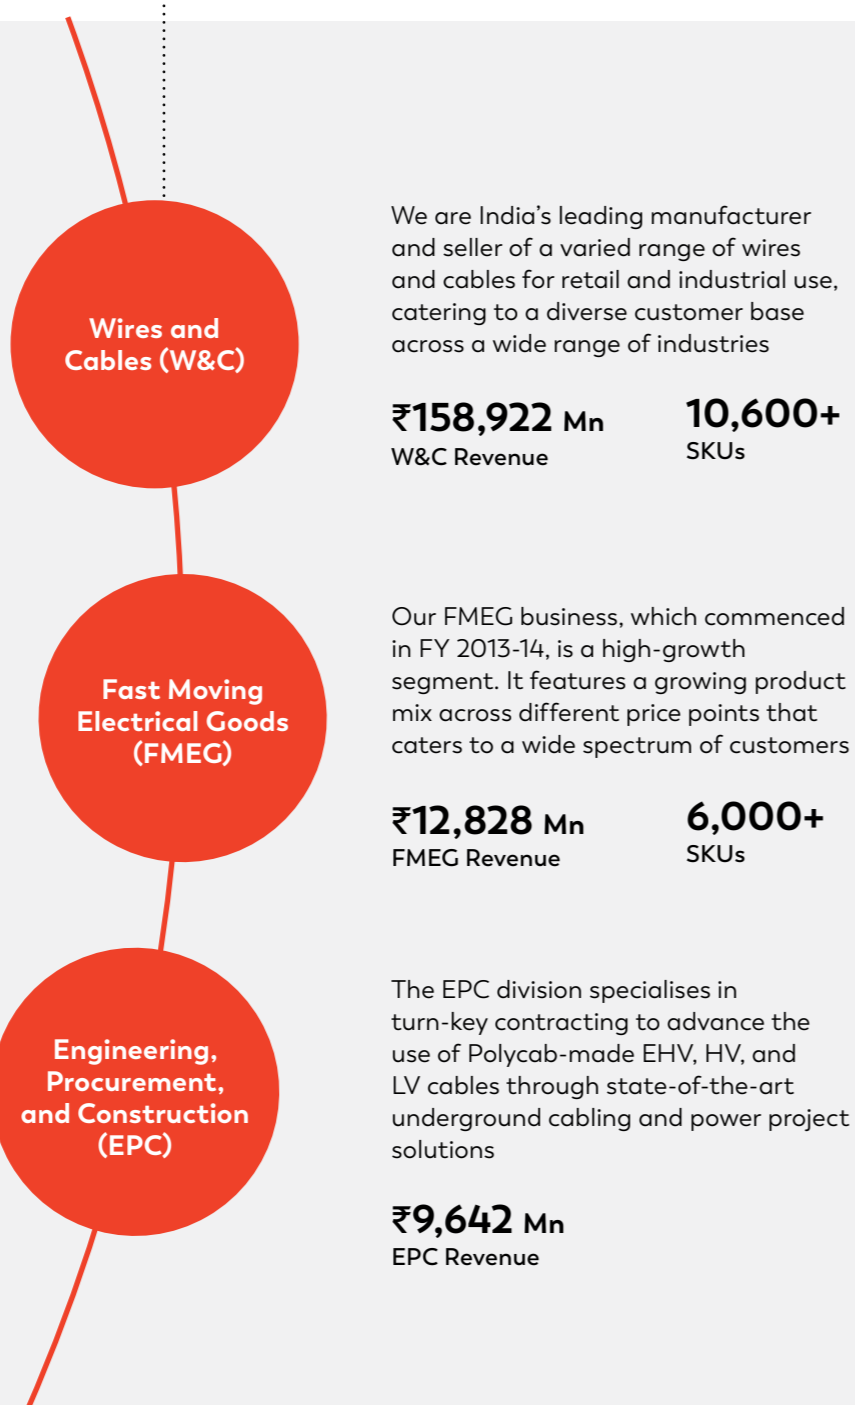 Wires and
Cables (W&C)
We are India’s leading manufacturer
and seller of a varied range of wires
and cables for retail and industrial use,
catering to a diverse customer base
across a wide range of industries
₹158,922 Mn
W&C Revenue
10,600+
SKUs
Fast Moving
Electrical Goods
(FMEG)
Our FMEG business, which commenced
in FY 2013-14, is a high-growth
segment. It features a growing product
mix across different price points that
caters to a wide spectrum of customers
₹12,828 Mn
FMEG Revenue
6,000+
SKUs
Engineering,
Procurement,
and Construction
(EPC)
The EPC division specialises in
turn-key contracting to advance the
use of Polycab-made EHV, HV, and
LV cables through state-of-the-art
underground cabling and power project
solutions
₹9,642 Mn
EPC Revenue